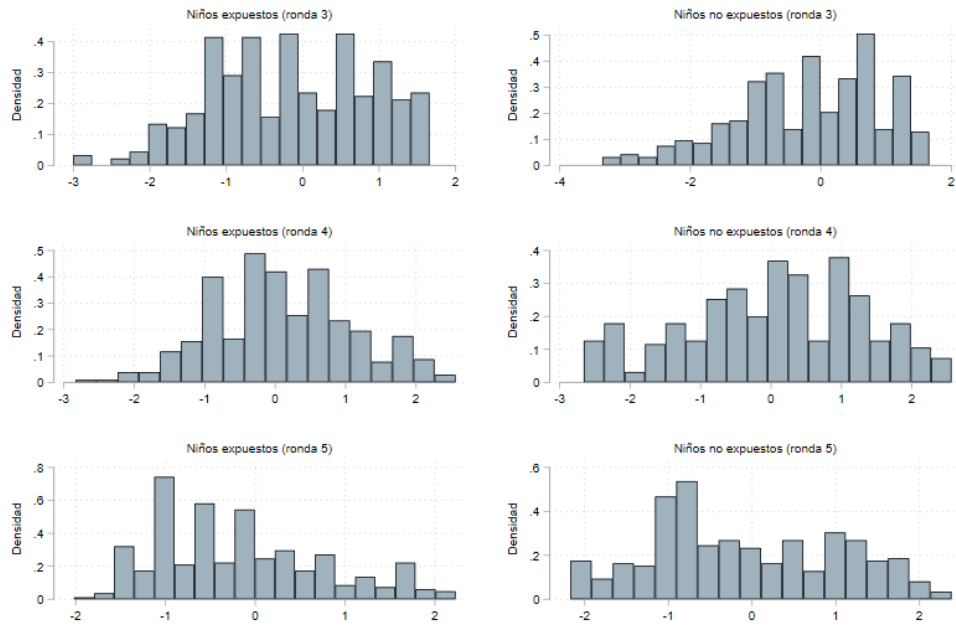 Niños expuestos (ronda 3)
Densidad
.4
.3
.2
.1
0
-3 -2 -1 0 1 2
Niños no expuestos (ronda 3)
Densidad
.5
.4
.3
.2
.1
0
-4 -2 0 2
Niños expuestos (ronda 4)
Densidad
.5
.4
.3
.2
.1
0
-3 -2 -1 0 1 2
Niños no expuestos (ronda 4)
Densidad
.4
.3
.2
.1
0
-3 -2 -1 0 1 2
Niños expuestos (ronda 5)
Densidad
.8
.6
.4
.2
0
-2 -1 0 1 2
Niños no expuestos (ronda 5)
Densidad
.6
.4
.2
0
-2 -1 0 1 2